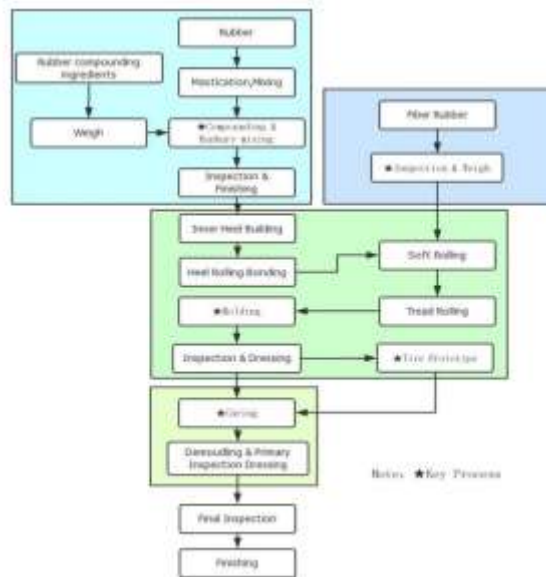 Rubber
Rubber compounding
ingredients
Mastication/Mixing
Weigh
★Compounding &
Banbury mixing
Fiber Rubber
★Inspection & Weigh
Inspection &
Finishing
Inner Heel Building
Soft Rolling
Heel Rolling Bonding
★Molding
Tread Rolling
Inspection & Dressing
★Tire Prototype
★Curing
Demoulding & Primary
Inspection Dressing
Note: ★Key Process
Final Inspection
Finishing